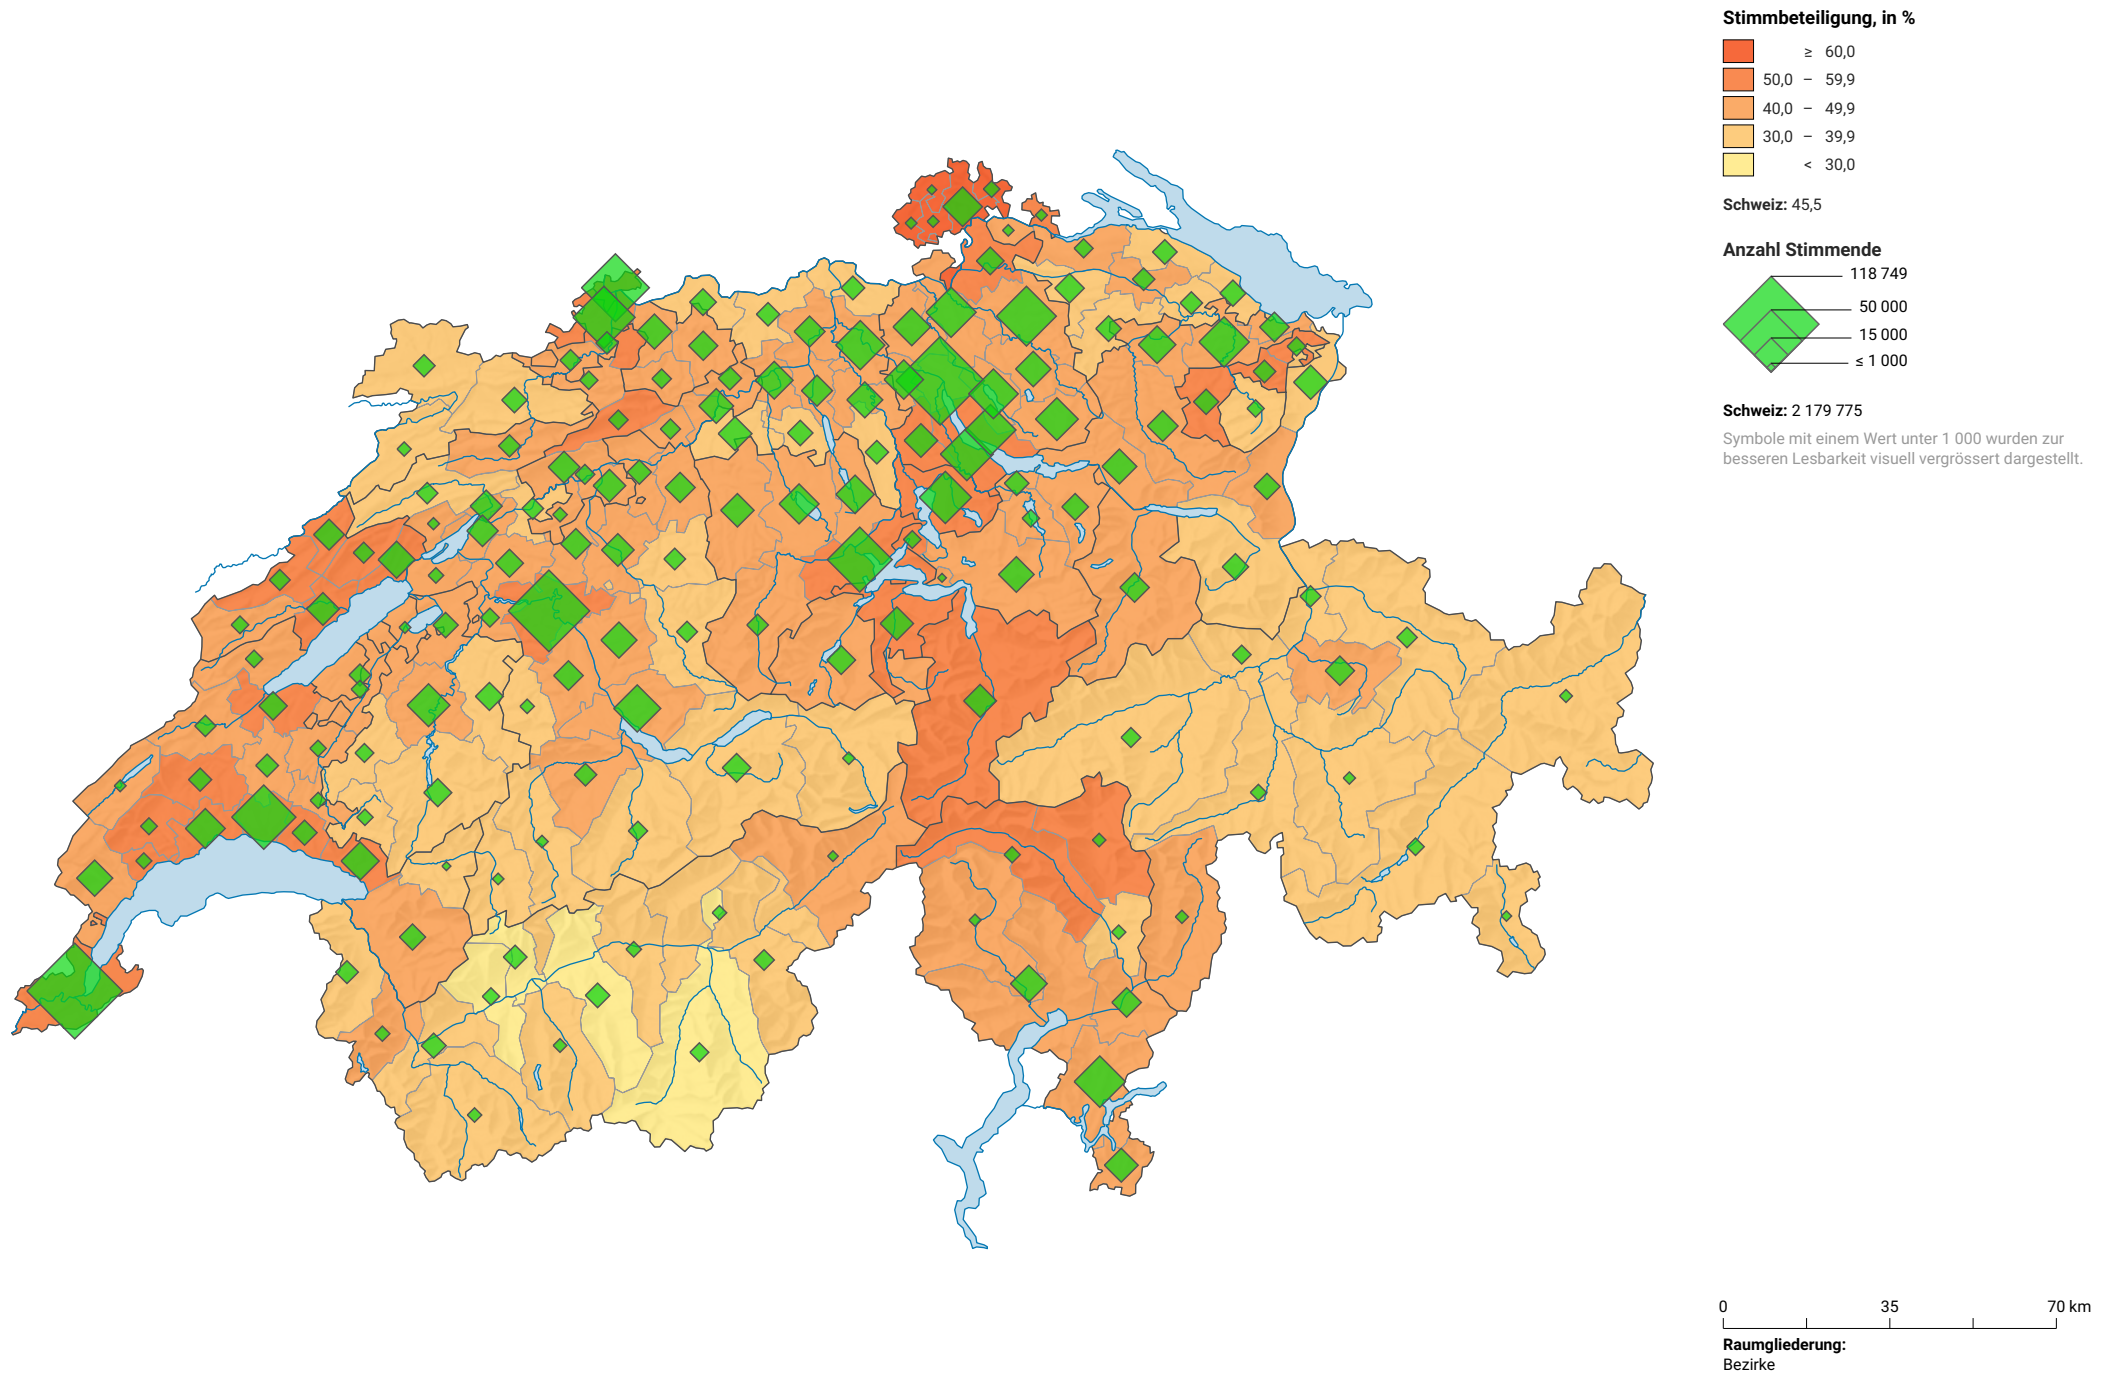 Stimmbeteiligung, in %
≥ 60,0
50,0 – 59,9
40,0 – 49,9
30,0 – 39,9
< 30,0
Schweiz: 45,5
Anzahl Stimmende
118 749
50 000
15 000
≤ 1 000
Schweiz: 2 179 775
Symbole mit einem Wert unter 1 000 wurden zur
besseren Lesbarkeit visuell vergrössert dargestellt.
0 35 70 km
Raumgliederung:
Bezirke